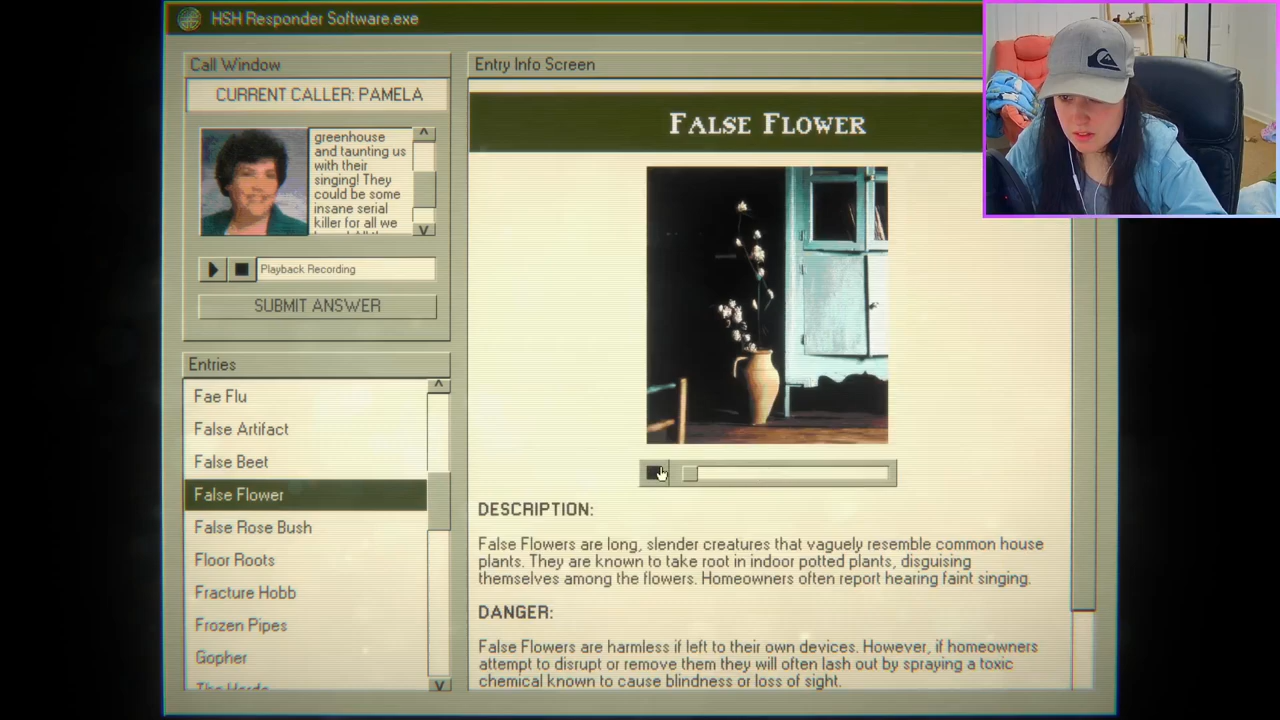 HSH Responder Software.exe
Call Window
CURRENT CALLER: PAMELA
greenhouse
and taunting us
with their
singing! They
could be some
insane serial
killer for all we
Playback Recording
SUBMIT ANSWER
Entries
Fae Flu
False Artifact
False Beet
False Flower
False Rose Bush
Floor Roots
Fracture Hobb
Frozen Pipes
Gopher
Entry Info Screen
FALSE FLOWER
DESCRIPTION:
False Flowers are long, slender creatures that vaguely resemble common house
plants. They are known to take root in indoor potted plants, disguising
themselves among the flowers. Homeowners often report hearing faint singing.
DANGER:
False Flowers are harmless if left to their own devices. However, if homeowners
attempt to disrupt or remove them they will often lash out by spraying a toxic
chemical known to cause blindness or loss of sight.